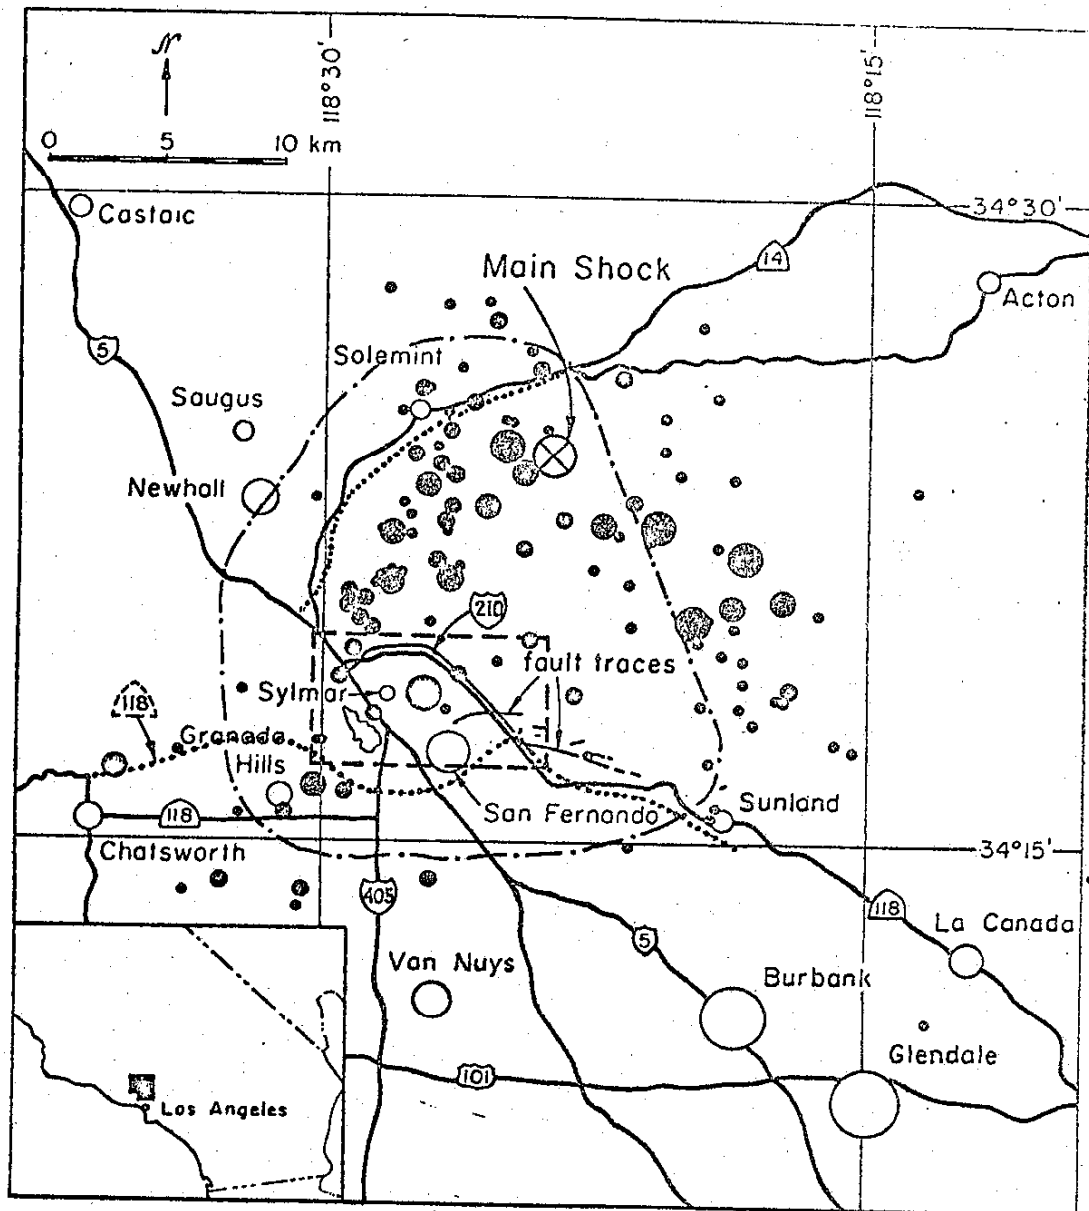 N
118°30'
118°15'
0 5 10 km
34°30'
Castaic
Main Shock
14
Acton
5
Solemint
Saugus
Newhall
210
fault traces
Sylmar
118
Granada
Hills
San Fernando
Sunland
118
Chatsworth
34°15'
405
118
La Canada
5
Van Nuys
Burbank
Glendale
101
Los Angeles